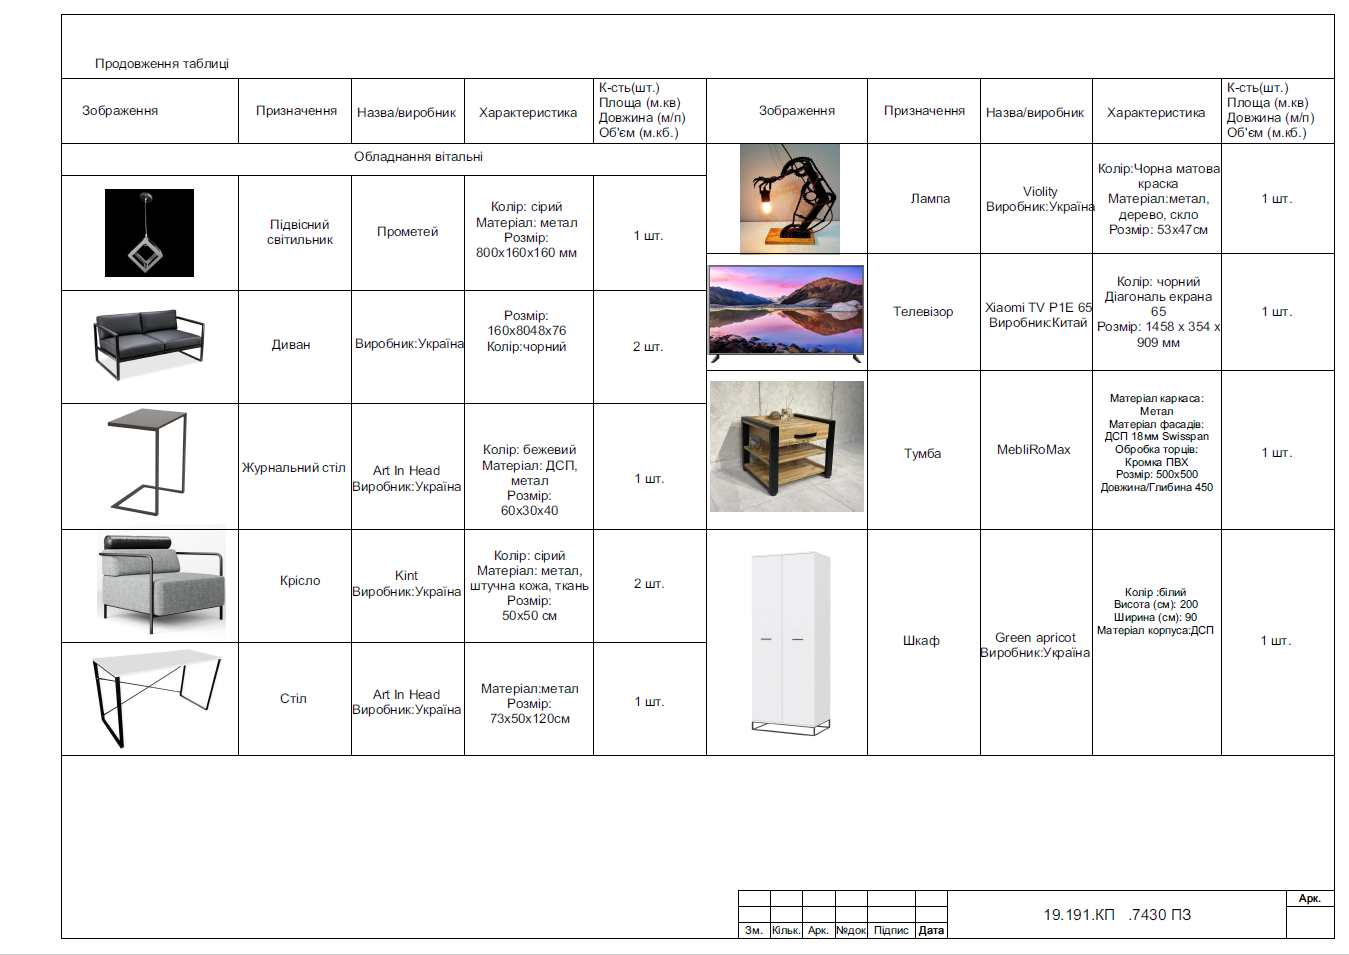 Продовження таблиці
Зображення
Призначення
Назва/виробник
Характеристика
К-сть(шт.)
Площа (м.кв)
Довжина (м/п)
Об'єм (м.кб.)
Обладнання вітальні
Підвісний
світильник
Прометей
Колір: сірий
Матеріал: метал
Розмір:
800х160х160 мм
1 шт.
Диван
Виробник:Україна
Розмір:
160х8048х76
Колір:чорний
2 шт.
Журнальний стіл
Art In Head
Виробник:Україна
Колір: бежевий
Матеріал: ДСП,
метал
Розмір:
60х30х40
1 шт.
Крісло
Kint
Виробник:Україна
Колір: сірий
Матеріал: метал,
штучна кожа, ткань
Розмір:
50х50 см
2 шт.
Стіл
Art In Head
Виробник:Україна
Матеріал:метал
Розмір:
73х50х120см
1 шт.
Зображення
Призначення
Назва/виробник
Характеристика
К-сть(шт.)
Площа (м.кв)
Довжина (м/п)
Об'єм (м.кб.)
Лампа
Violity
Виробник:Україна
Колір:Чорна матова
краска
Матеріал:метал,
дерево, скло
Розмір: 53х47см
1 шт.
Телевізор
Xiaomi TV P1E 65
Виробник:Китай
Колір: чорний
Діагональ екрана
65
Розмір: 1458 х 354 х
909 мм
1 шт.
Тумба
MebliRoMax
Матеріал каркаса:
Метал
Матеріал фасадів:
ДСП 18мм Swisspan
Обробка торців:
Кромка ПВХ
Розмір: 500х500
Довжина/Глибина 450
1 шт.
Шкаф
Green apricot
Виробник:Україна
Колір :білий
Висота (см): 200
Ширина (см): 90
Матеріал корпуса:ДСП
1 шт.
Зм. Кільк. Арк. №док Підпис Дата
19.191.КП .7430 ПЗ
Арк.